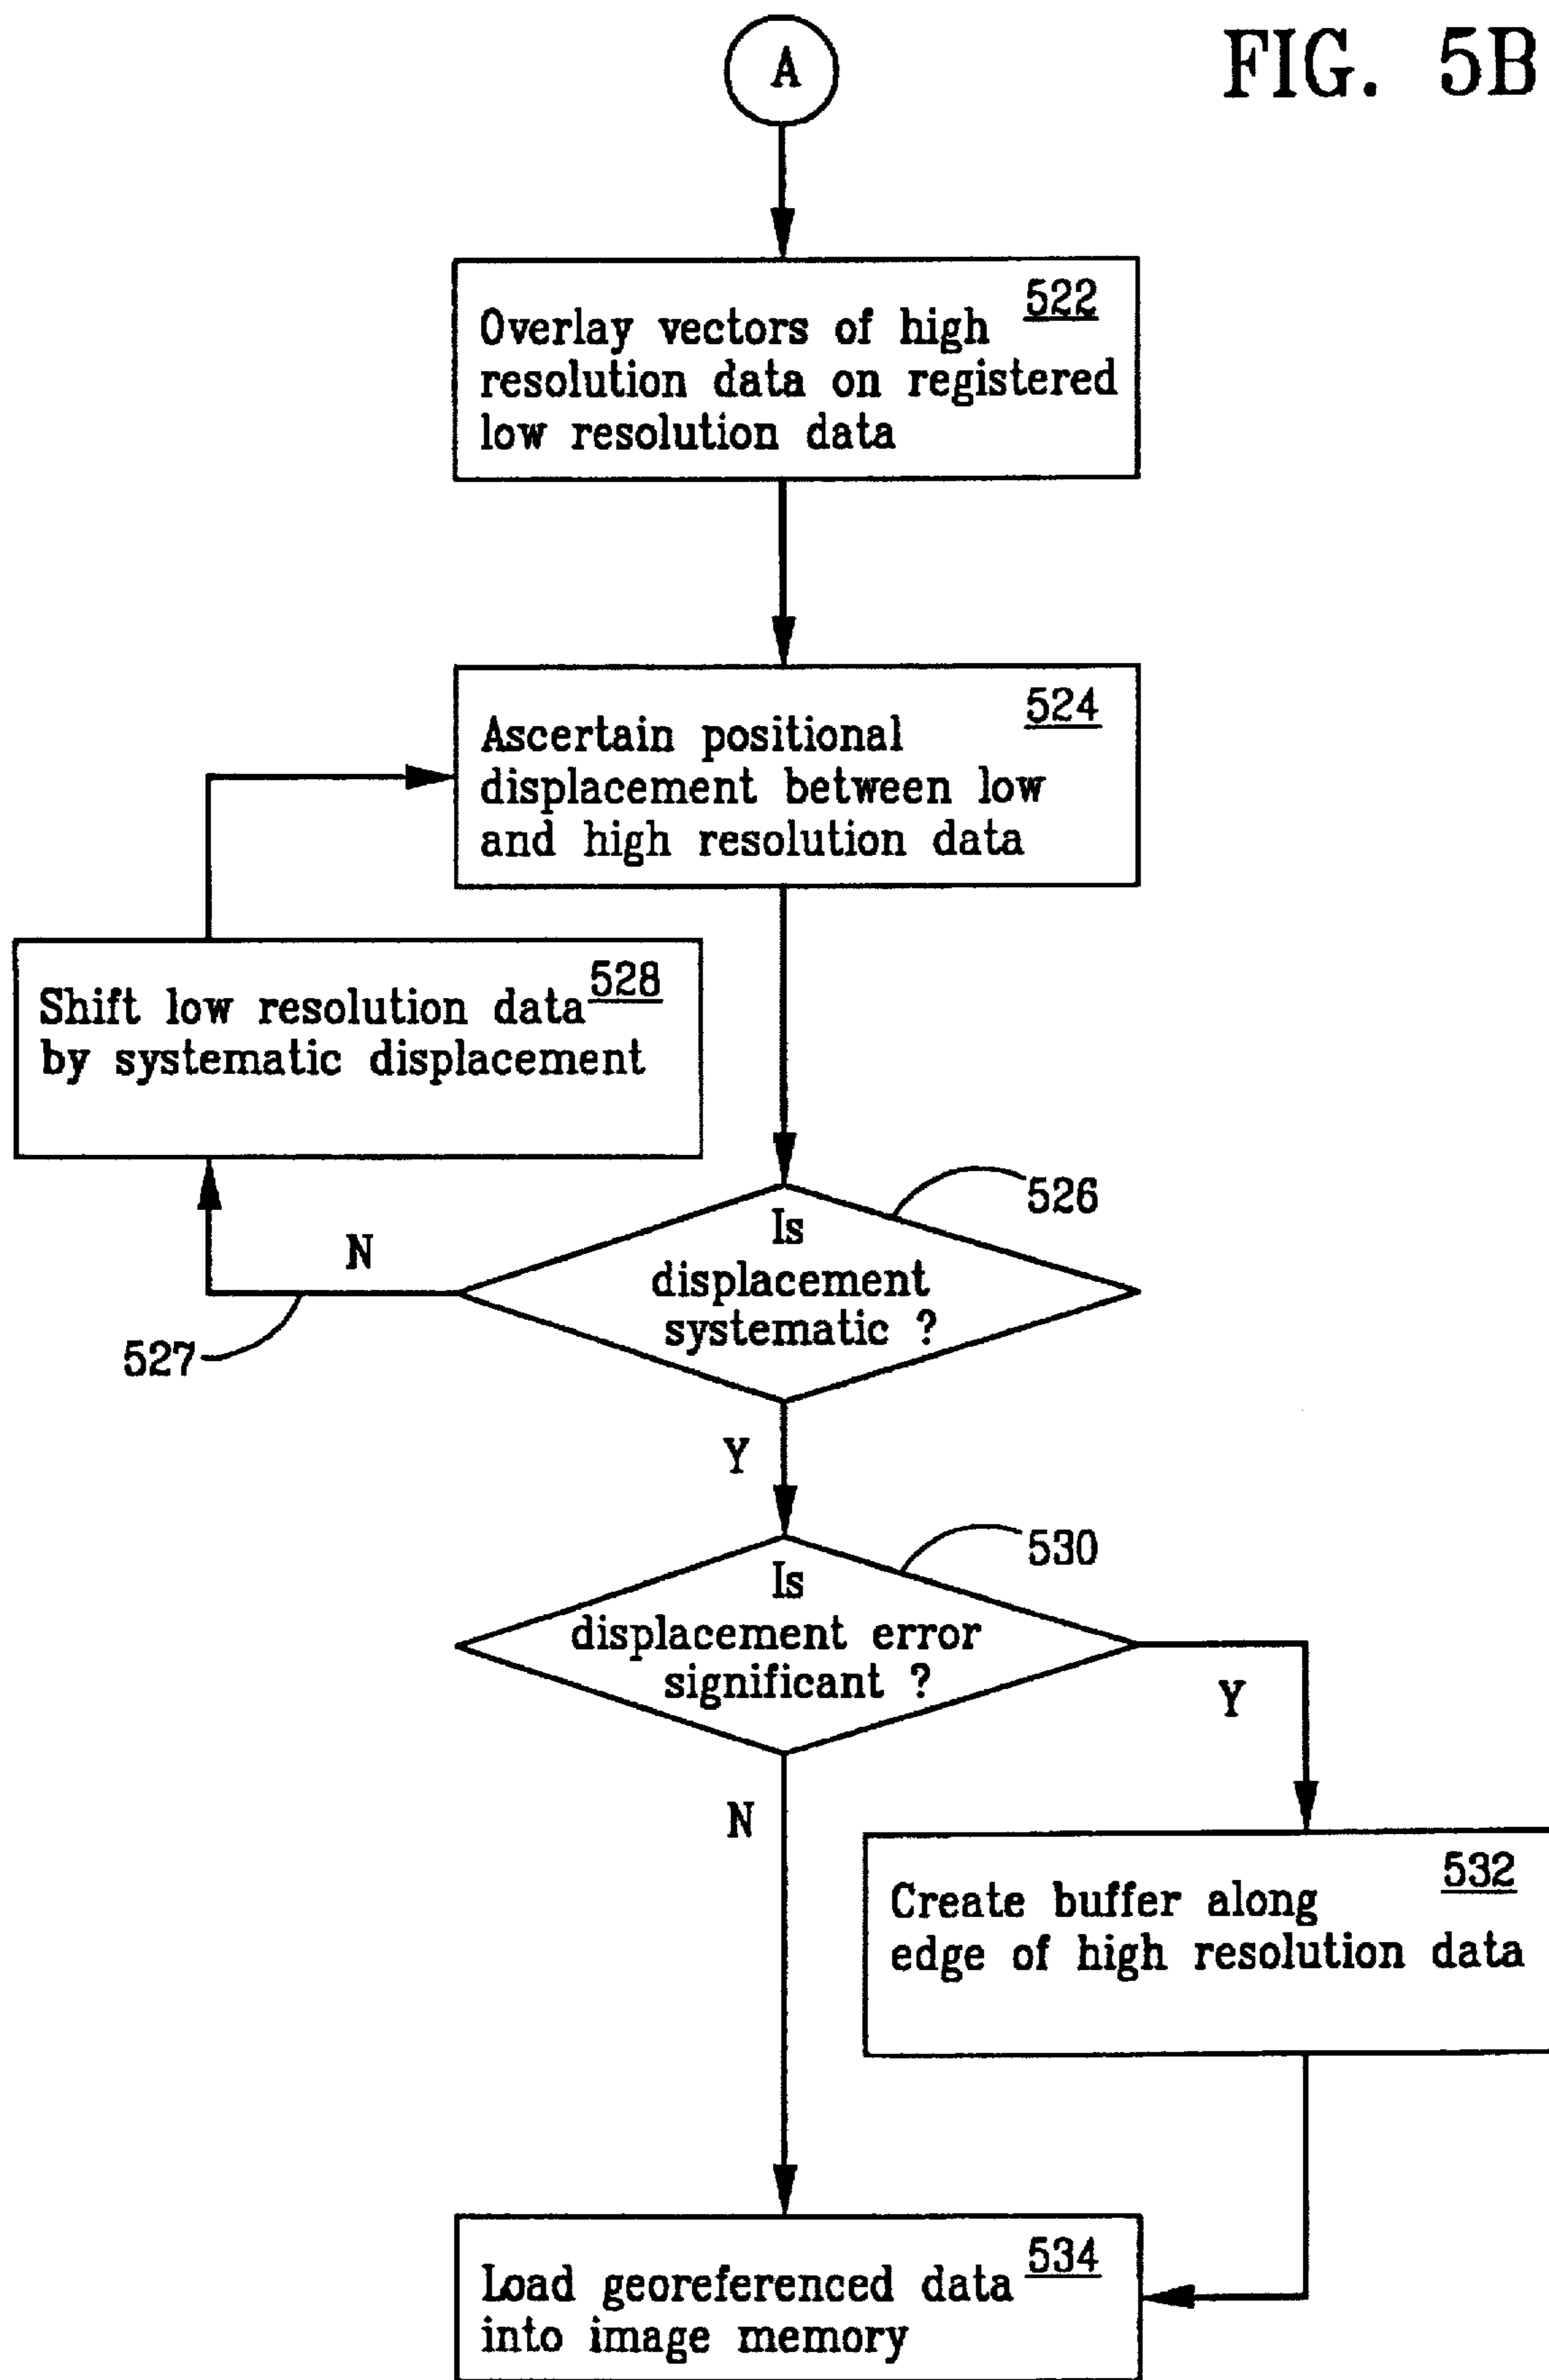 FIG. 5B
A
522
Overlay vectors of high
resolution data on registered
low resolution data
524
Ascertain positional
displacement between low
and high resolution data
528
Shift low resolution data
by systematic displacement
526
Is
displacement
systematic ?
N
527
Y
530
Is
displacement error
significant ?
Y
N
532
Create buffer along
edge of high resolution data
534
Load georeferenced data
into image memory